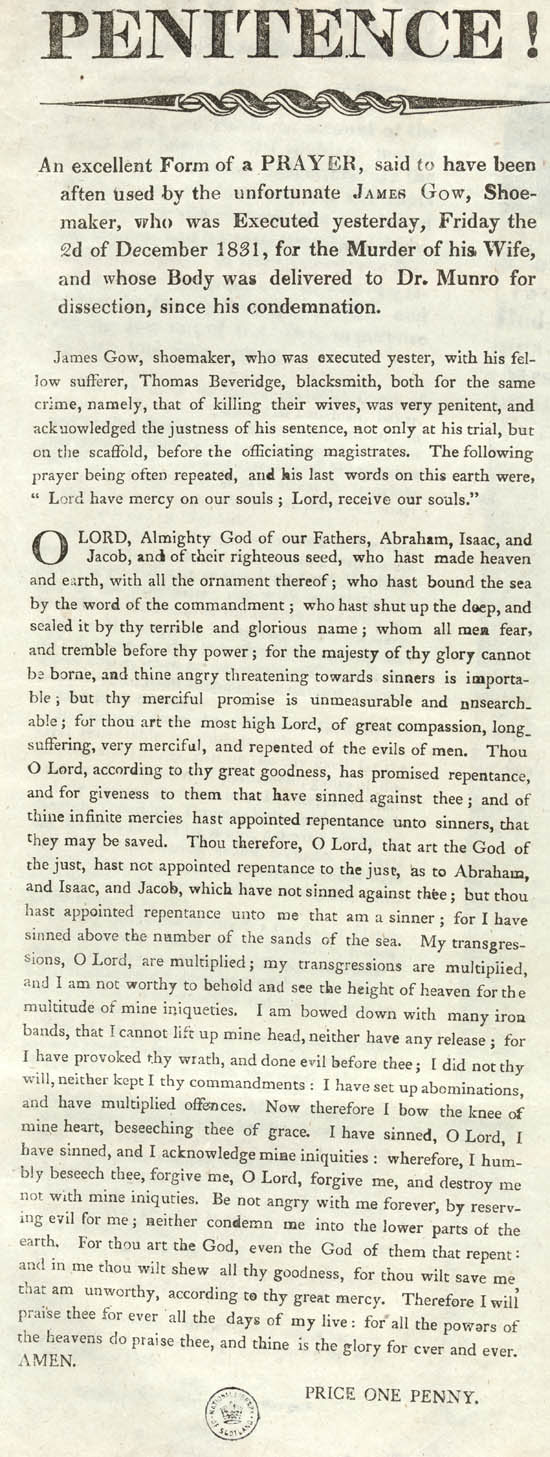 PENITENCE!
An excellent Form of a PRAYER, said to have been
aften used by the unfortunate JAMES GOW, Shoe-
maker, who was Executed yesterday, Friday the
2d of December 1831, for the Murder of his Wife,
and whose Body was delivered to Dr. Munro for
dissection, since his condemnation.
James Gow, shoemaker, who was executed yester, with his fel-
low sufferer, Thomas Beveridge, blacksmith, both for the same
crime, namely, that of killing their wives, was very penitent, and
acknowledged the justness of his sentence, not only at his trial, but
on the scaffold, before the officiating magistrates. The following
prayer being often repeated, and his last words on this earth were,
“ Lord have mercy on our souls ; Lord, receive our souls.”
O LORD, Almighty God of our Fathers, Abraham, Isaac, and
Jacob, and of their righteous seed, who hast made heaven
and earth, with all the ornament thereof ; who hast bound the sea
by the word of the commandment ; who hast shut up the deep, and
sealed it by thy terrible and glorious name ; whom all men fear,
and tremble before thy power ; for the majesty of thy glory cannot
be borne, and thine angry threatening towards sinners is importa-
ble ; but thy merciful promise is unmeasurable and nnsearch-
able ; for thou art the most high Lord, of great compassion, long-
suffering, very merciful, and repented of the evils of men. Thou
O Lord, according to thy great goodness, has promised repentance,
and for giveness to them that have sinned against thee ; and of
thine infinite mercies hast appointed repentance unto sinners, that
they may be saved. Thou therefore, O Lord, that art the God of
the just, hast not appointed repentance to the just, as to Abraham,
and Isaac, and Jacob, which have not sinned against thee ; but thou
hast appointed repentance unto me that am a sinner ; for I have
sinned above the number of the sands of the sea. My transgres-
sions, O Lord, are multiplied ; my transgressions are multiplied,
and I am not worthy to behold and see the height of heaven for the
multitude of mine iniqueties. I am bowed down with many iron
bands, that I cannot lift up mine head, neither have any release ; for
I have provoked thy wrath, and done evil before thee ; I did not thy
will, neither kept I thy commandments : I have set up abominations,
and have multiplied offences. Now therefore I bow the knee of
mine heart, beseeching thee of grace. I have sinned, O Lord, I
have sinned, and I acknowledge mine iniquities : wherefore, I hum-
bly beseech thee, forgive me, O Lord, forgive me, and destroy me
not with mine iniquties. Be not angry with me forever, by reserv-
ing evil for me ; neither condemn me into the lower parts of the
earth. For thou art the God, even the God of them that repent :
and in me thou wilt shew all thy goodness, for thou wilt save me
that am unworthy, according to thy great mercy. Therefore I will
praise thee for ever all the days of my live : for all the powers of
the heavens do praise thee, and thine is the glory for ever and ever.
AMEN.
PRICE ONE PENNY.
NATIONAL LIBRARY
OF SCOTLAND